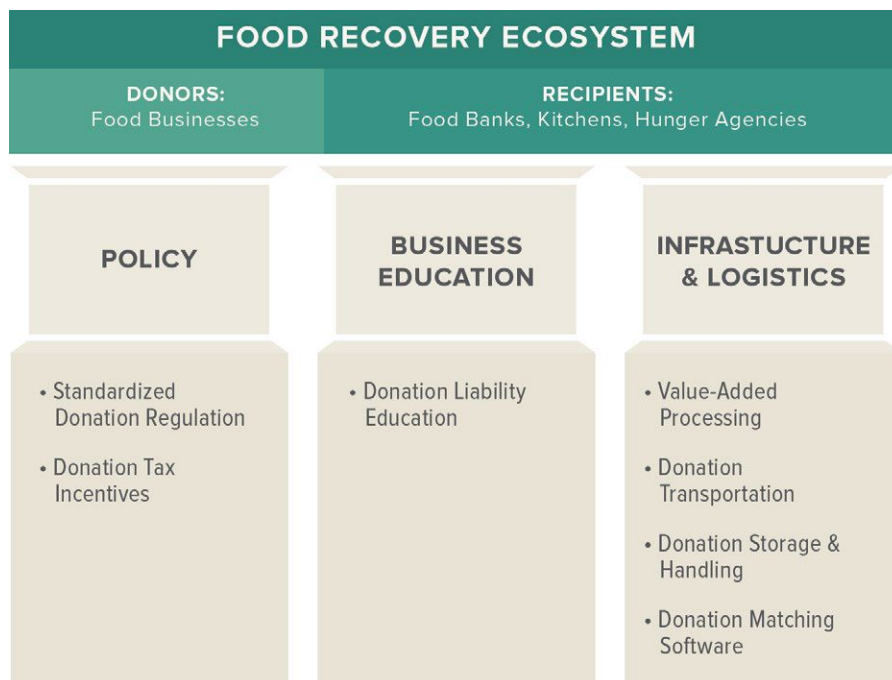 FOOD RECOVERY ECOSYSTEM
DONORS:
Food Businesses
RECIPIENTS:
Food Banks, Kitchens, Hunger Agencies
POLICY
• Standardized
Donation Regulation
• Donation Tax
Incentives
BUSINESS
EDUCATION
• Donation Liability
Education
INFRASTUCTURE
& LOGISTICS
• Value-Added
Processing
• Donation
Transportation
• Donation Storage &
Handling
• Donation Matching
Software